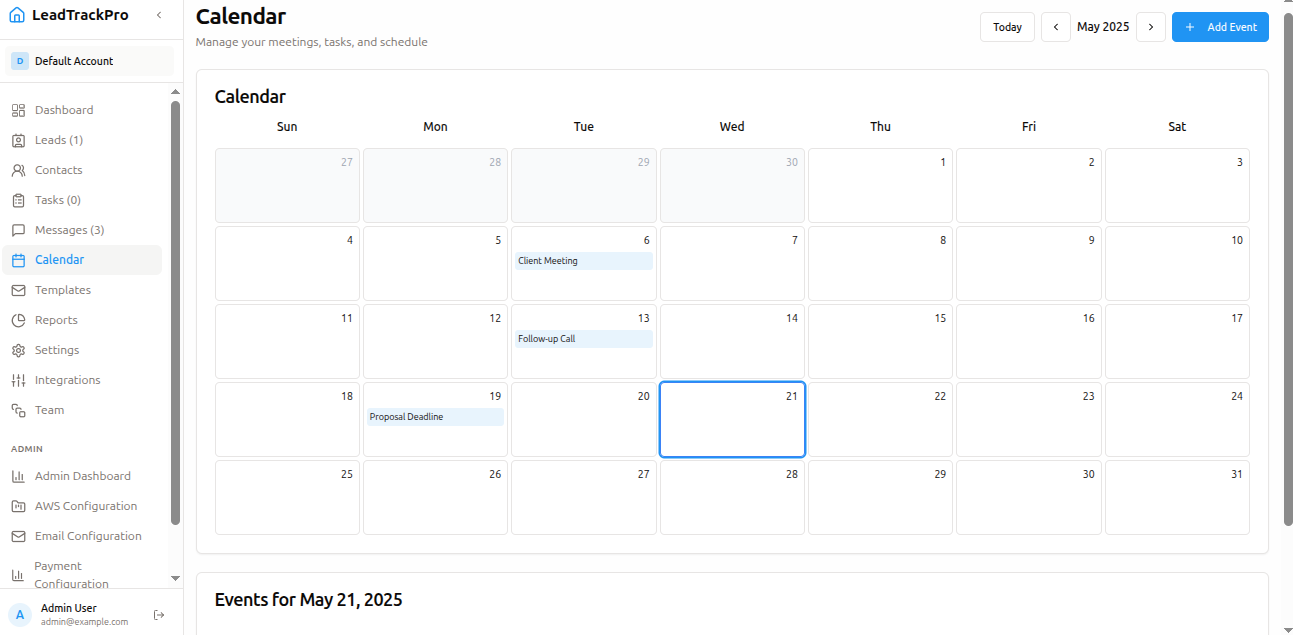 LeadTrackPro
Default Account
D
Dashboard
Leads (1)
Contacts
Tasks (0)
Messages (3)
Calendar
Templates
Reports
Settings
Integrations
Team
ADMIN
Admin Dashboard
AWS Configuration
Email Configuration
Payment
Configuration
A
Admin User
admin@example.com
Calendar
Manage your meetings, tasks, and schedule
Today
May 2025
+ Add Event
Calendar
Sun Mon Tue Wed Thu Fri Sat
27 28 29 30 1 2 3
4 5 6 7 8 9 10
Client Meeting
11 12 13 14 15 16 17
Follow-up Call
18 19 20 21 22 23 24
Proposal Deadline
25 26 27 28 29 30 31
Events for May 21, 2025